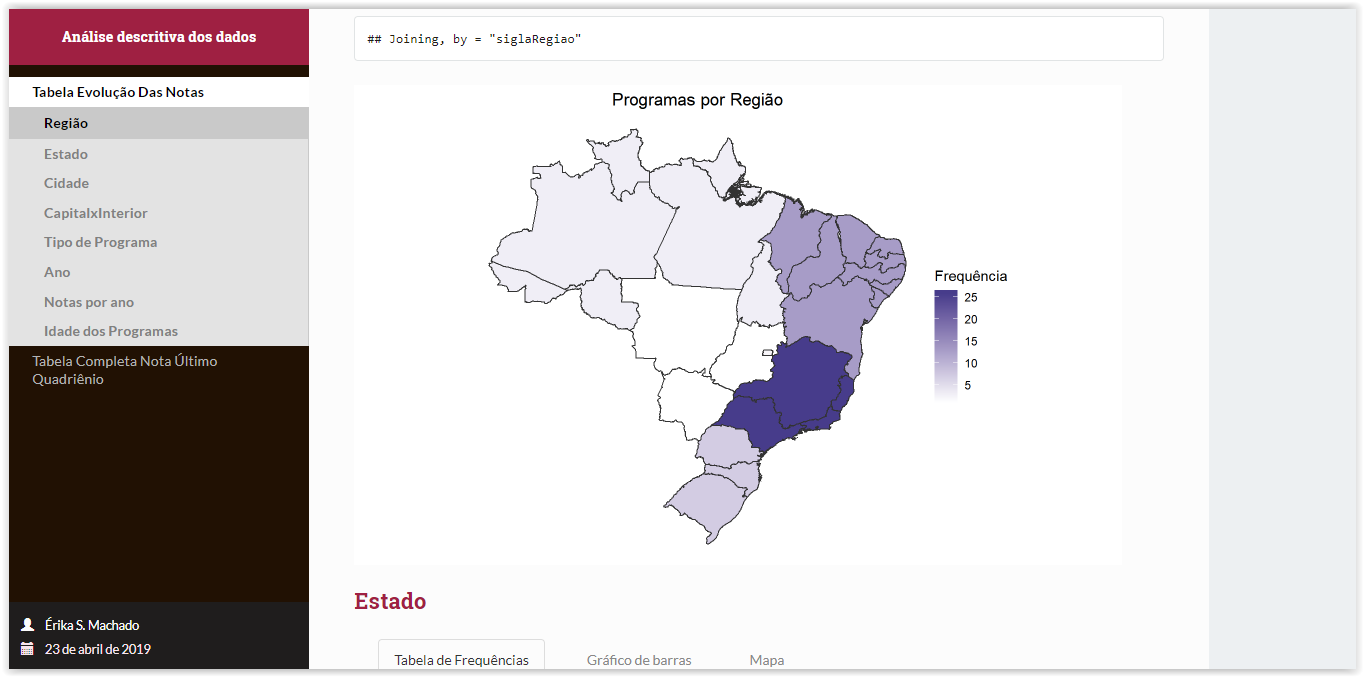 Análise descritiva dos dados
Tabela Evolução Das Notas
Região
Estado
Cidade
CapitalxInterior
Tipo de Programa
Ano
Notas por ano
Idade dos Programas
Tabela Completa Nota Último
Quadriênio
Érika S. Machado
23 de abril de 2019
## Joining, by = "siglaRegiao"
Programas por Região
Frequência
25
20
15
10
5
Estado
Tabela de Frequências
Gráfico de barras
Mapa